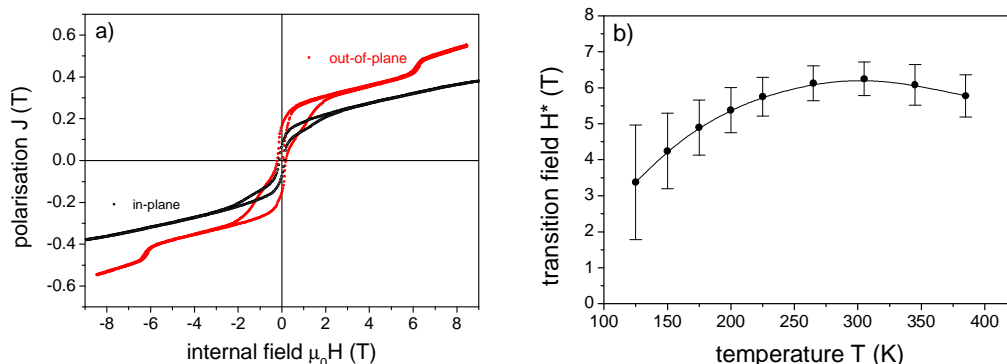 a)
out-of-plane
in-plane
polarisation J (T)
0.6
0.4
0.2
0.0
-0.2
-0.4
-0.6
-8 -6 -4 -2 0 2 4 6 8
internal field μ₀H (T)
b)
transition field H* (T)
8
7
6
5
4
3
2
1
0
100 150 200 250 300 350 400
temperature T (K)